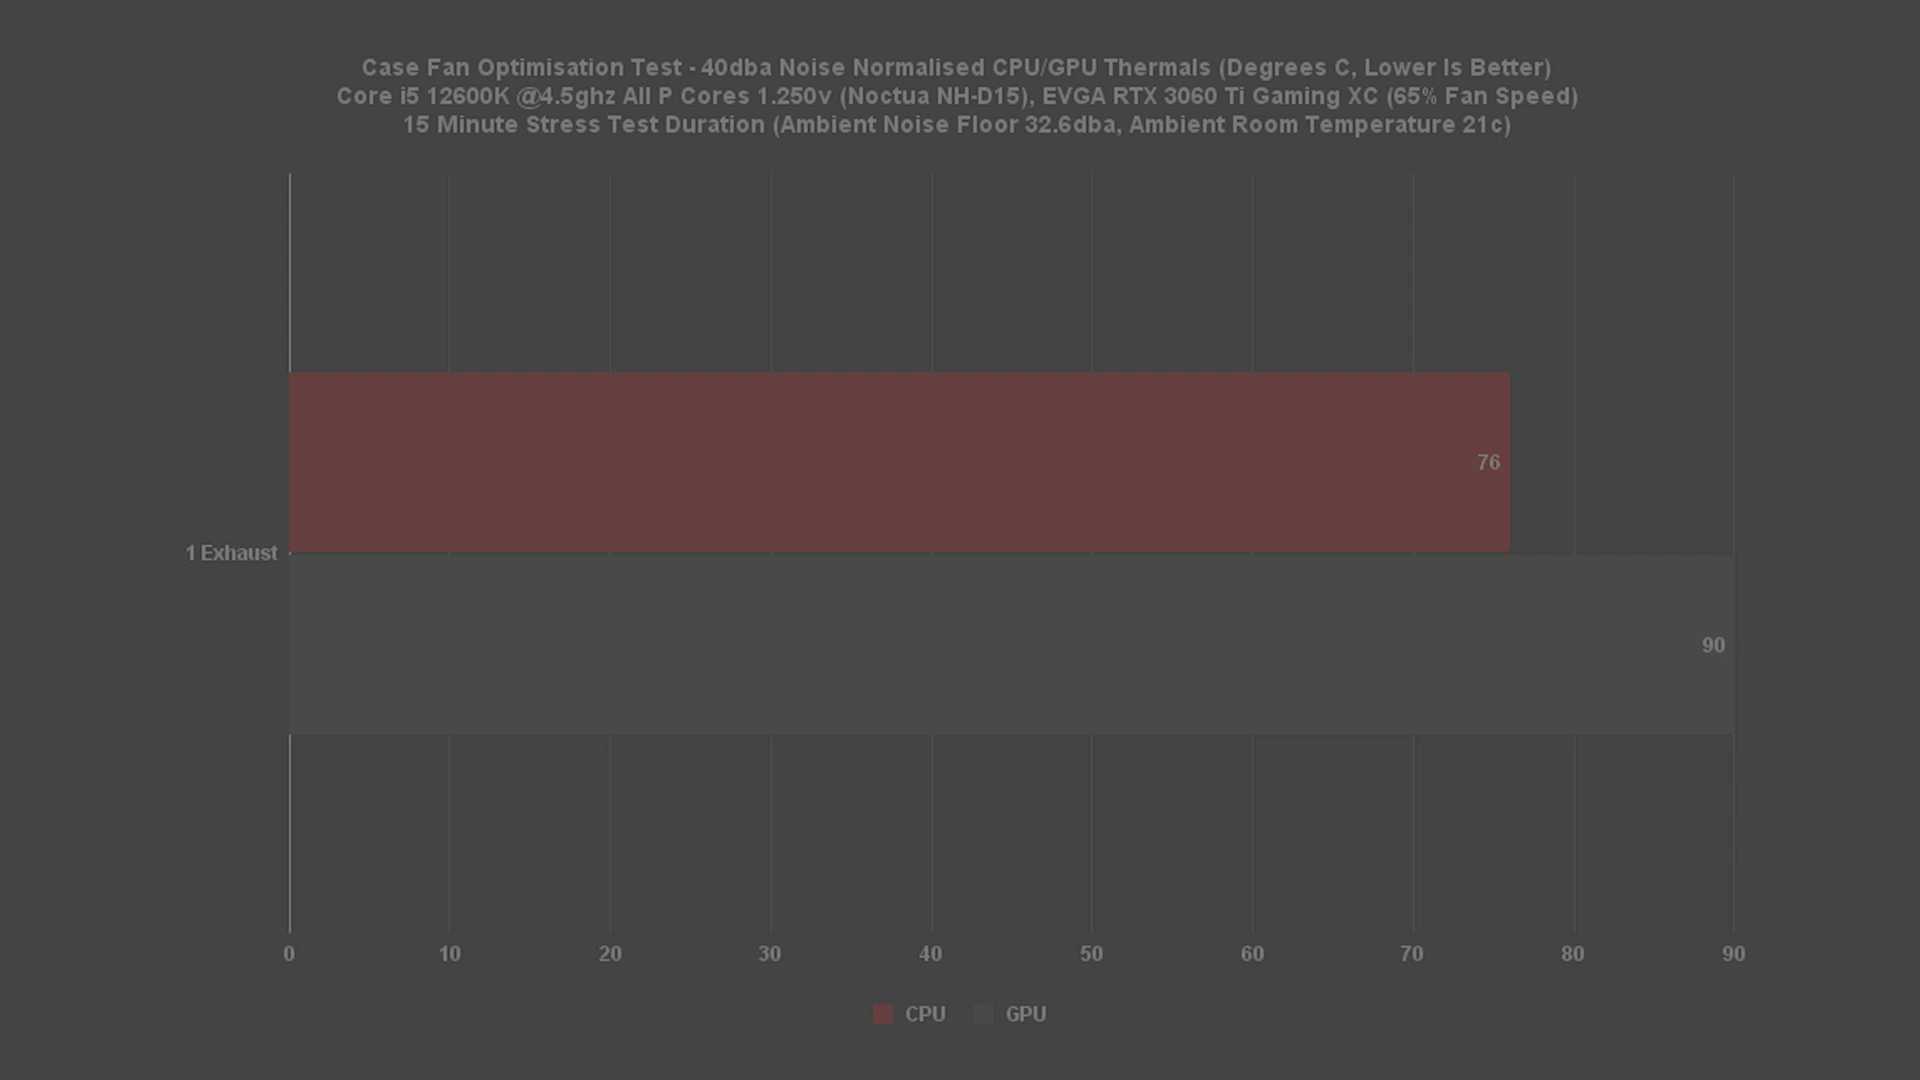 Case Fan Optimisation Test - 40dba Noise Normalised CPU/GPU Thermals (Degrees C, Lower Is Better)
Core i5 12600K @4.5ghz All P Cores 1.250v (Noctua NH-D15), EVGA RTX 3060 Ti Gaming XC (65% Fan Speed)
15 Minute Stress Test Duration (Ambient Noise Floor 32.6dba, Ambient Room Temperature 21c)
76
1 Exhaust
90
0 10 20 30 40 50 60 70 80 90
CPU GPU